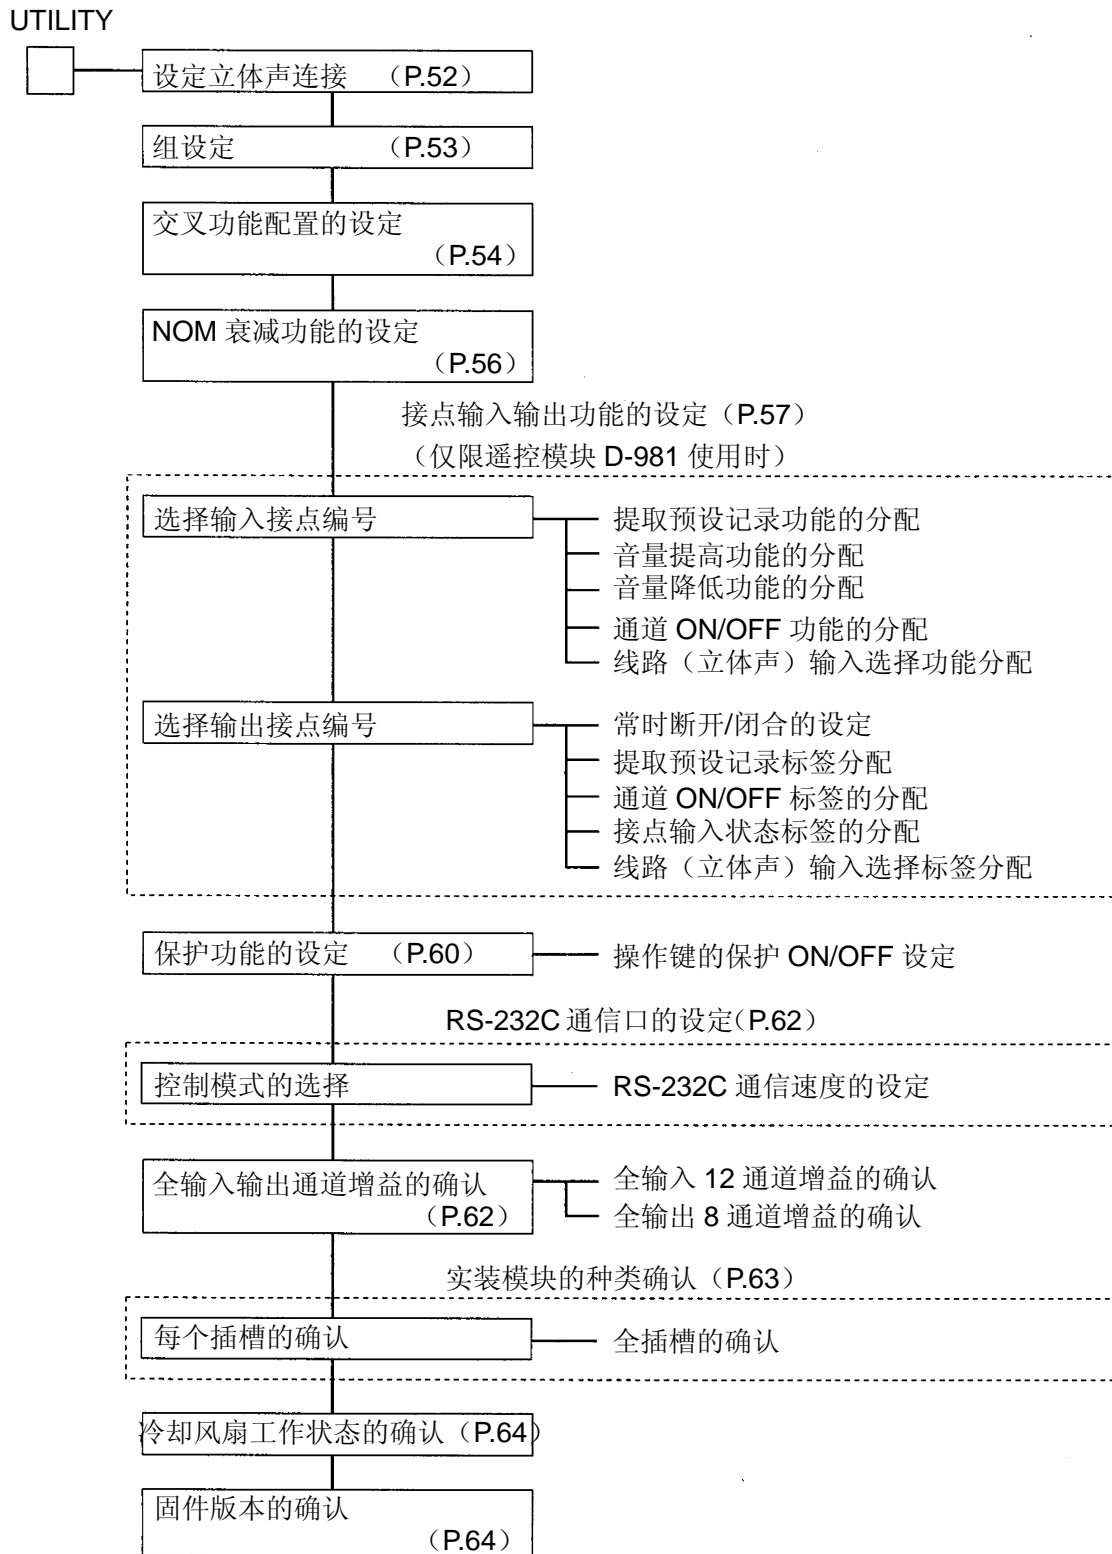 UTILITY
设定立体声连接 （P.52）
组设定 （P.53）
交叉功能配置的设定
（P.54）
NOM 衰减功能的设定
（P.56）
接点输入输出功能的设定（P.57）
（仅限遥控模块 D-981 使用时）
选择输入接点编号
提取预设记录功能的分配
音量提高功能的分配
音量降低功能的分配
通道 ON/OFF 功能的分配
线路（立体声）输入选择功能分配
选择输出接点编号
常时断开/闭合的设定
提取预设记录标签分配
通道 ON/OFF 标签的分配
接点输入状态标签的分配
线路（立体声）输入选择标签分配
保护功能的设定 （P.60）
操作键的保护 ON/OFF 设定
RS-232C 通信口的设定（P.62）
控制模式的选择
RS-232C 通信速度的设定
全输入输出通道增益的确认
（P.62）
全输入 12 通道增益的确认
全输出 8 通道增益的确认
实装模块的种类确认（P.63）
每个插槽的确认
全插槽的确认
冷却风扇工作状态的确认（P.64）
固件版本的确认
（P.64）